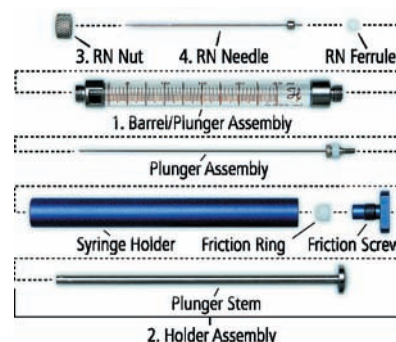 3. RN Nut
4. RN Needle
RN Ferrule
1. Barrel/Plunger Assembly
Plunger Assembly
Syringe Holder
Friction Ring
Friction Screw
Plunger Stem
2. Holder Assembly